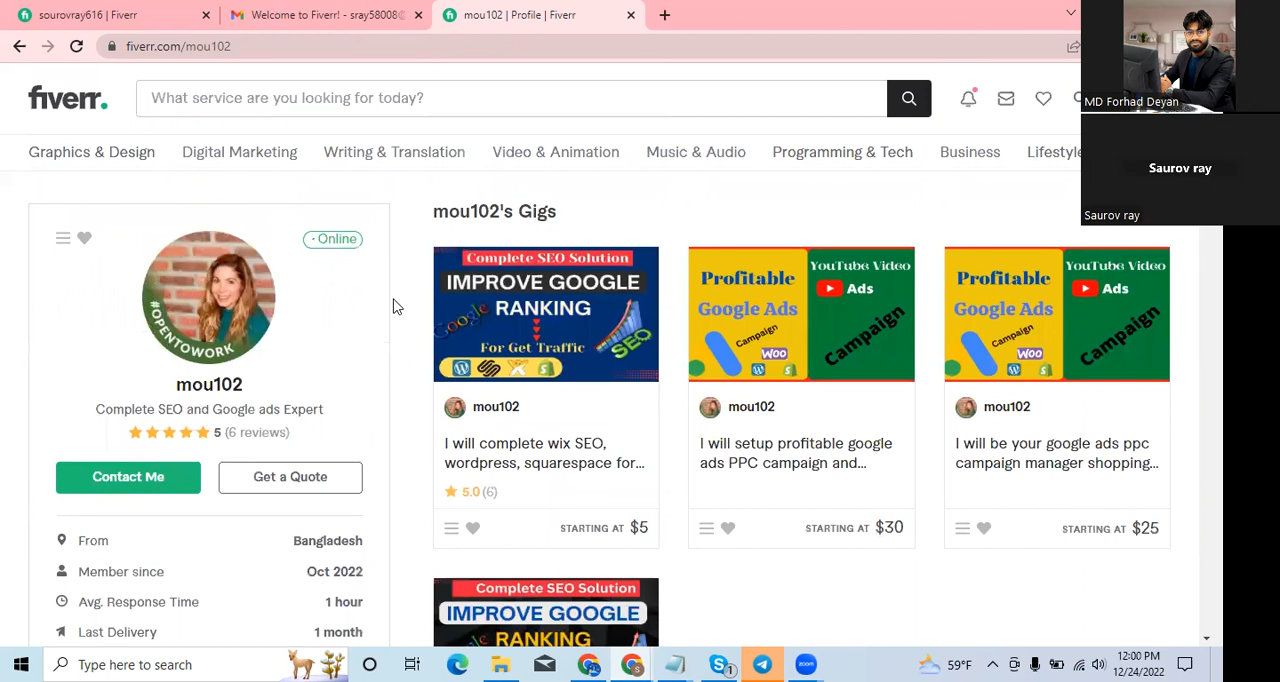 sourovray616 | Fiverr
Welcome to Fiverr! - sray58008@
mou102 | Profile | Fiverr
fiverr.com/mou102
MD Forhad Deyan
fiverr.
What service are you looking for today?
Saurov ray
Saurov ray
Graphics & Design
Digital Marketing
Writing & Translation
Video & Animation
Music & Audio
Programming & Tech
Business
Lifestyle
Online
#OPENTOWORK
mou102
Complete SEO and Google ads Expert
5 (6 reviews)
Contact Me
Get a Quote
From
Bangladesh
Member since
Oct 2022
Avg. Response Time
1 hour
Last Delivery
1 month
mou102's Gigs
Complete SEO Solution
IMPROVE GOOGLE
RANKING
Google
For Get Traffic
SEO
mou102
I will complete wix SEO,
wordpress, squarespace for...
5.0 (6)
STARTING AT $5
Profitable
Google Ads
Campaign
WOO
YouTube Video
Ads
Campaign
mou102
I will setup profitable google
ads PPC campaign and...
STARTING AT $30
Profitable
Google Ads
Campaign
WOO
YouTube Video
Ads
Campaign
mou102
I will be your google ads ppc
campaign manager shopping...
STARTING AT $25
Complete SEO Solution
IMPROVE GOOGLE
RANKING
Type here to search
zoom
59°F
12:00 PM
12/24/2022